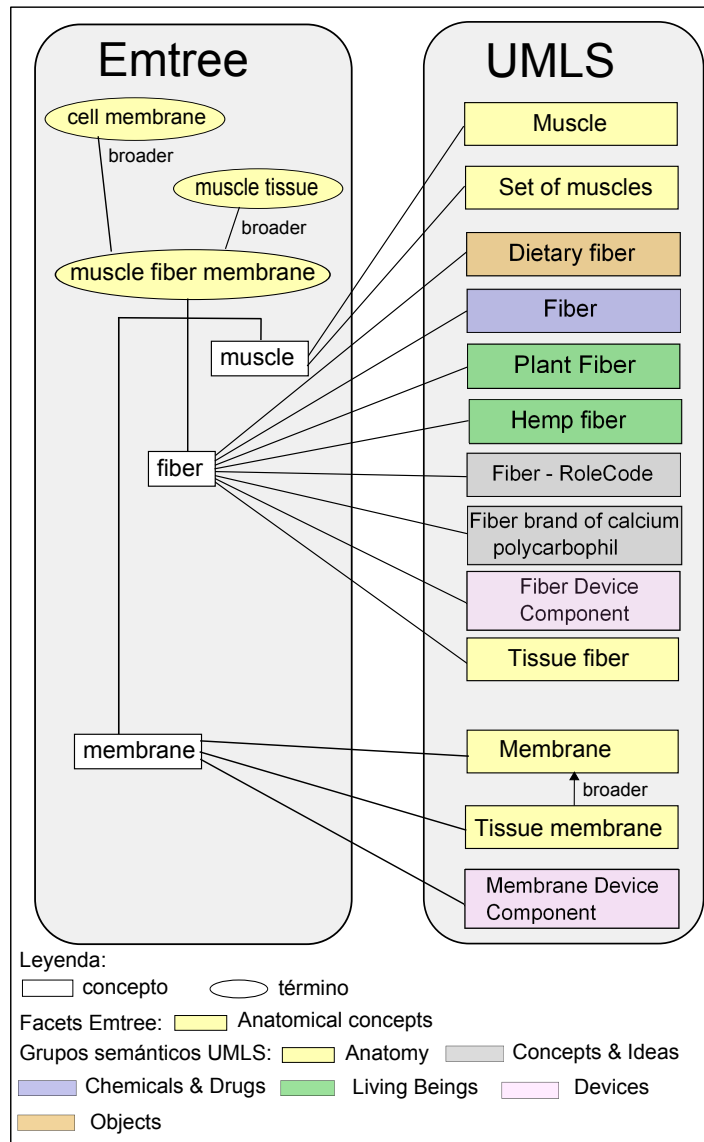 Emtree
UMLS
cell membrane
broader
muscle tissue
broader
muscle fiber membrane
muscle
fiber
membrane
Muscle
Set of muscles
Dietary fiber
Fiber
Plant Fiber
Hemp fiber
Fiber - RoleCode
Fiber brand of calcium
polycarbophil
Fiber Device
Component
Tissue fiber
Membrane
broader
Tissue membrane
Membrane Device
Component
Leyenda:
concepto término
Facets Emtree: Anatomical concepts
Grupos semánticos UMLS: Anatomy Concepts & Ideas
Chemicals & Drugs Living Beings Devices
Objects